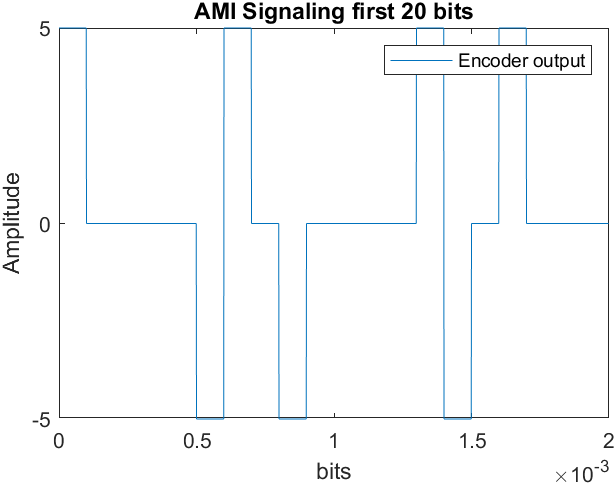 AMI Signaling first 20 bits
Encoder output
Amplitude
5
0
-5
0 0.5 1 1.5 2
bits
×10-3